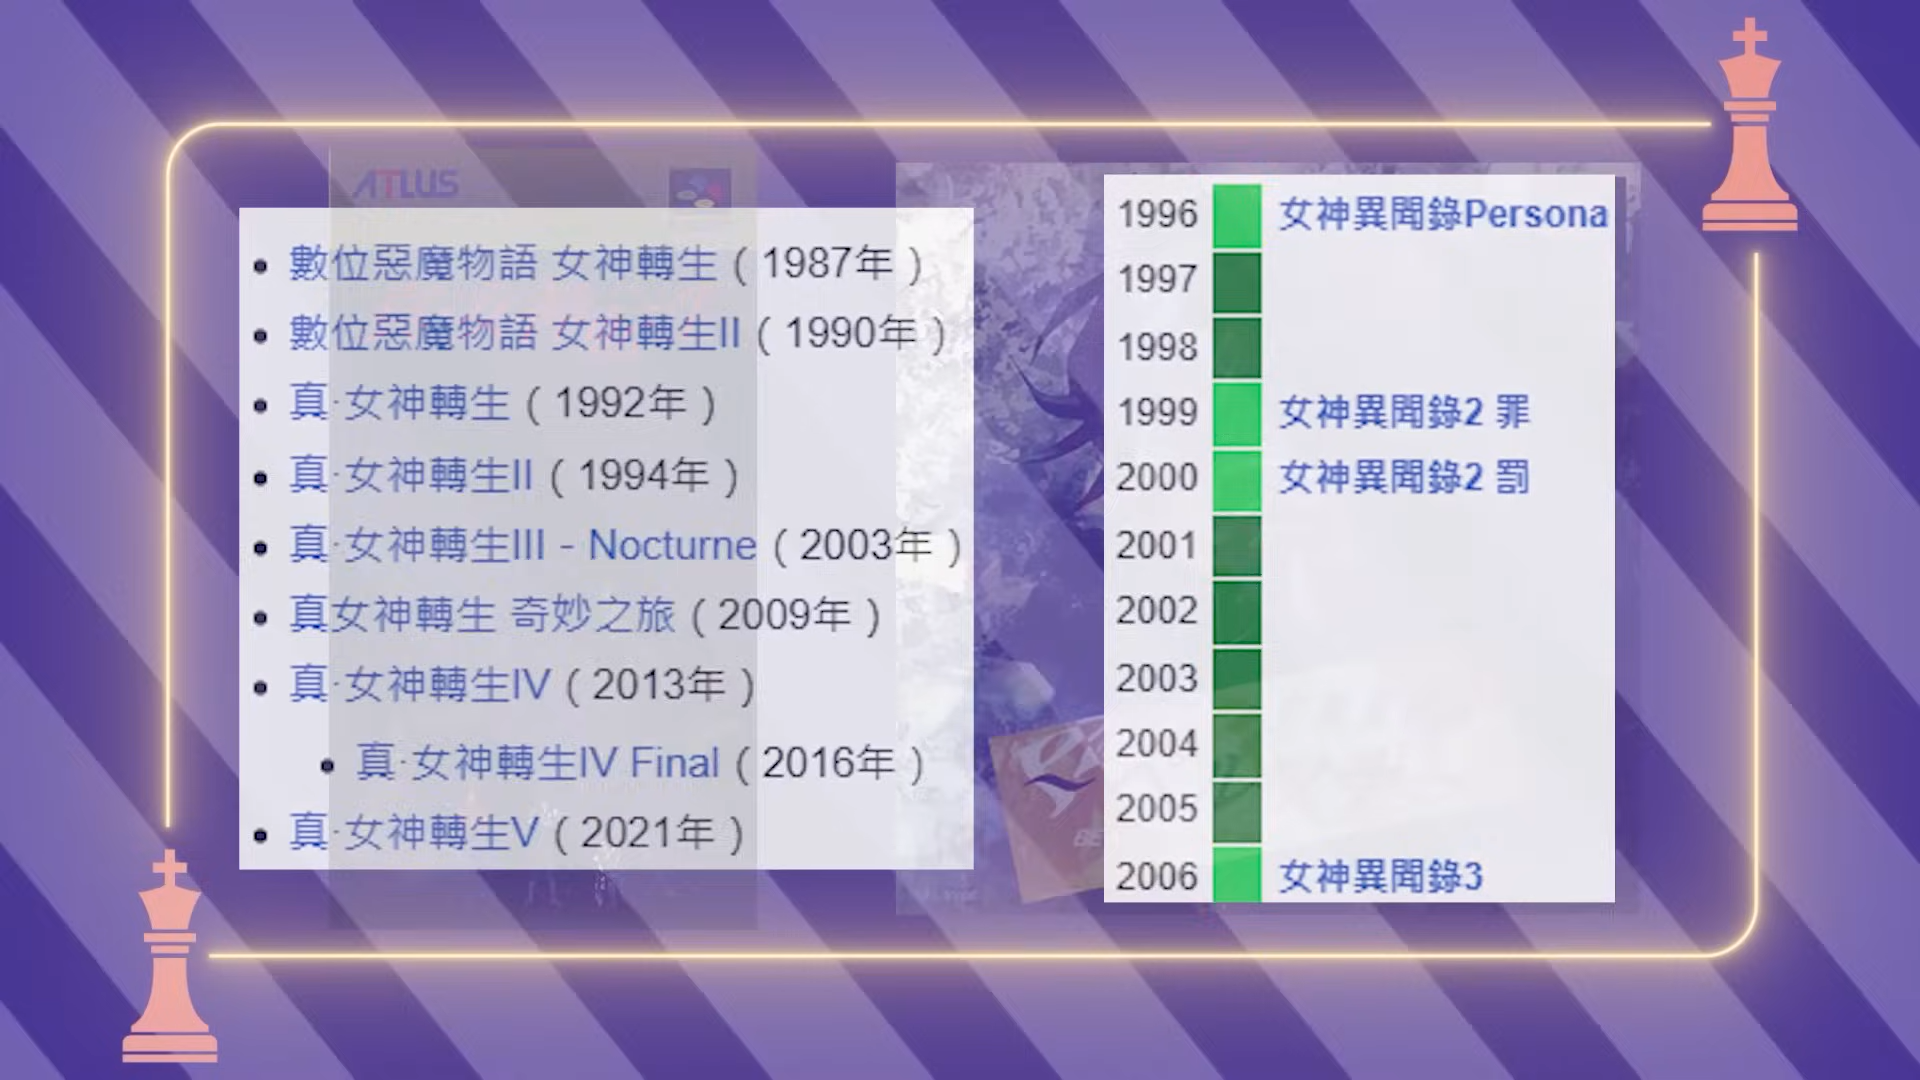 ATLUS
• 數位惡魔物語 女神轉生（1987年）
• 數位惡魔物語 女神轉生II（1990年）
• 真·女神轉生（1992年）
• 真·女神轉生II（1994年）
• 真·女神轉生III - Nocturne（2003年）
• 真女神轉生 奇妙之旅（2009年）
• 真·女神轉生IV（2013年）
• 真·女神轉生IV Final（2016年）
• 真·女神轉生V（2021年）
1996 女神異聞錄Persona
1997
1998
1999 女神異聞錄2 罪
2000 女神異聞錄2 罰
2001
2002
2003
2004
2005
2006 女神異聞錄3